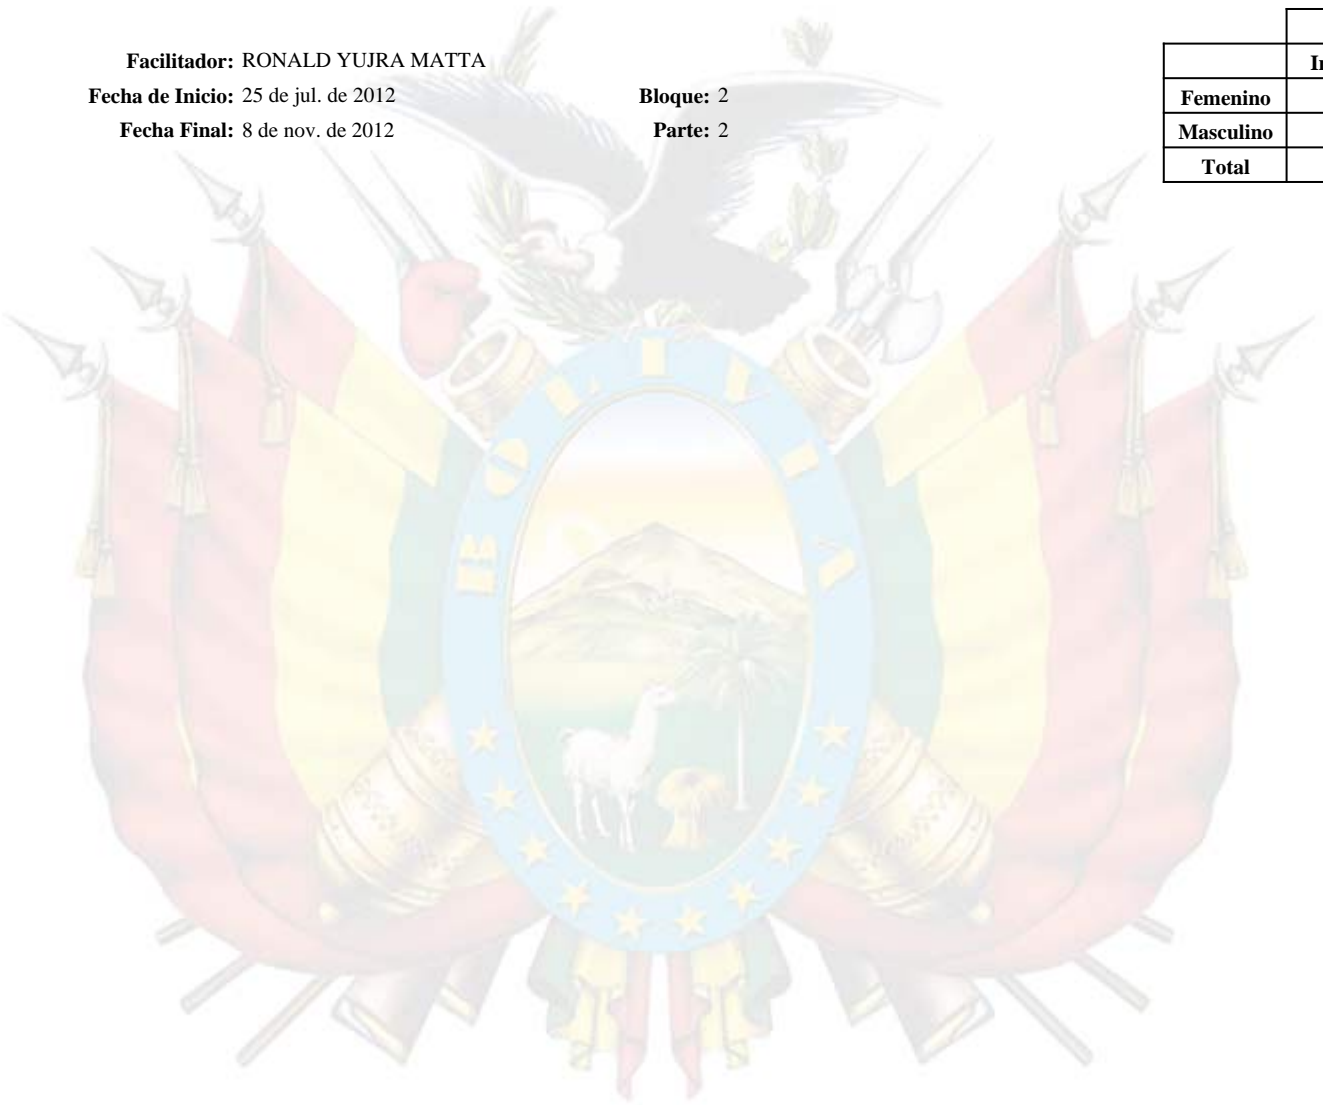 Facilitador: RONALD YUJRA MATTA
Fecha de Inicio: 25 de jul. de 2012 Bloque: 2
Fecha Final: 8 de nov. de 2012 Parte: 2
Femenino
Masculino
Total
BOLIVIA